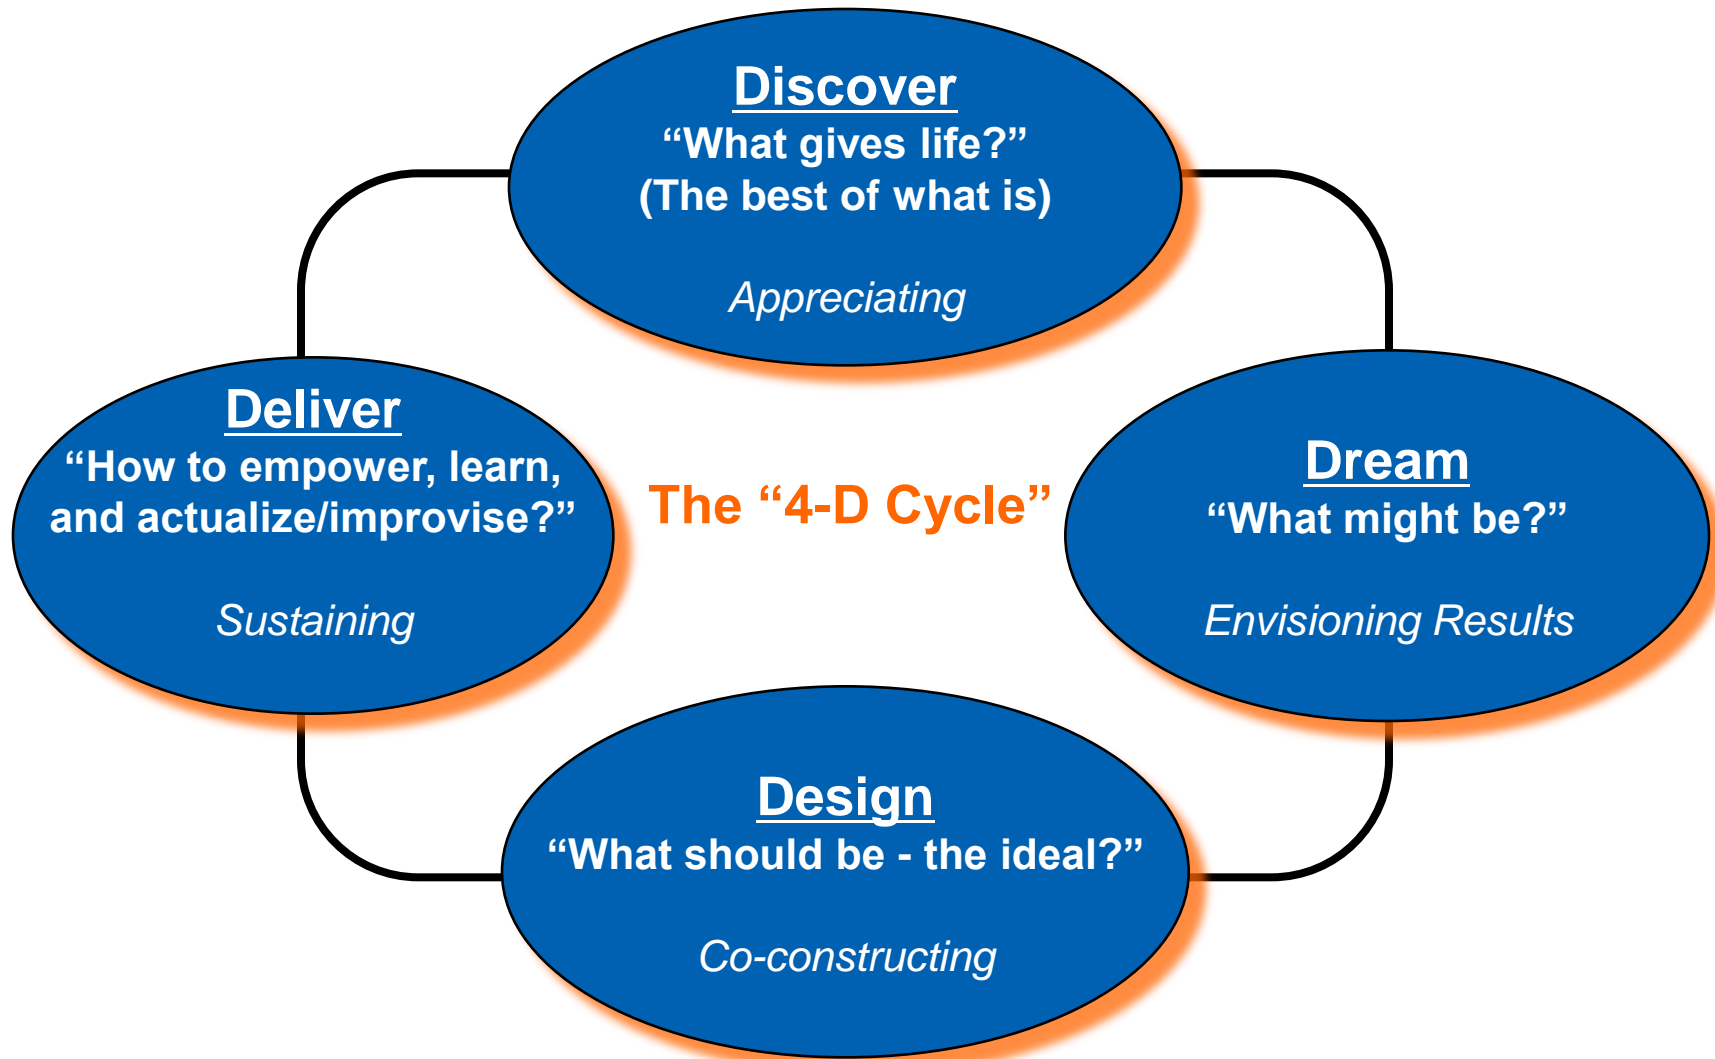 Discover
“What gives life?”
(The best of what is)
Appreciating
Deliver
“How to empower, learn,
and actualize/improvise?”
Sustaining
The “4-D Cycle”
Dream
“What might be?”
Envisioning Results
Design
“What should be - the ideal?”
Co-constructing